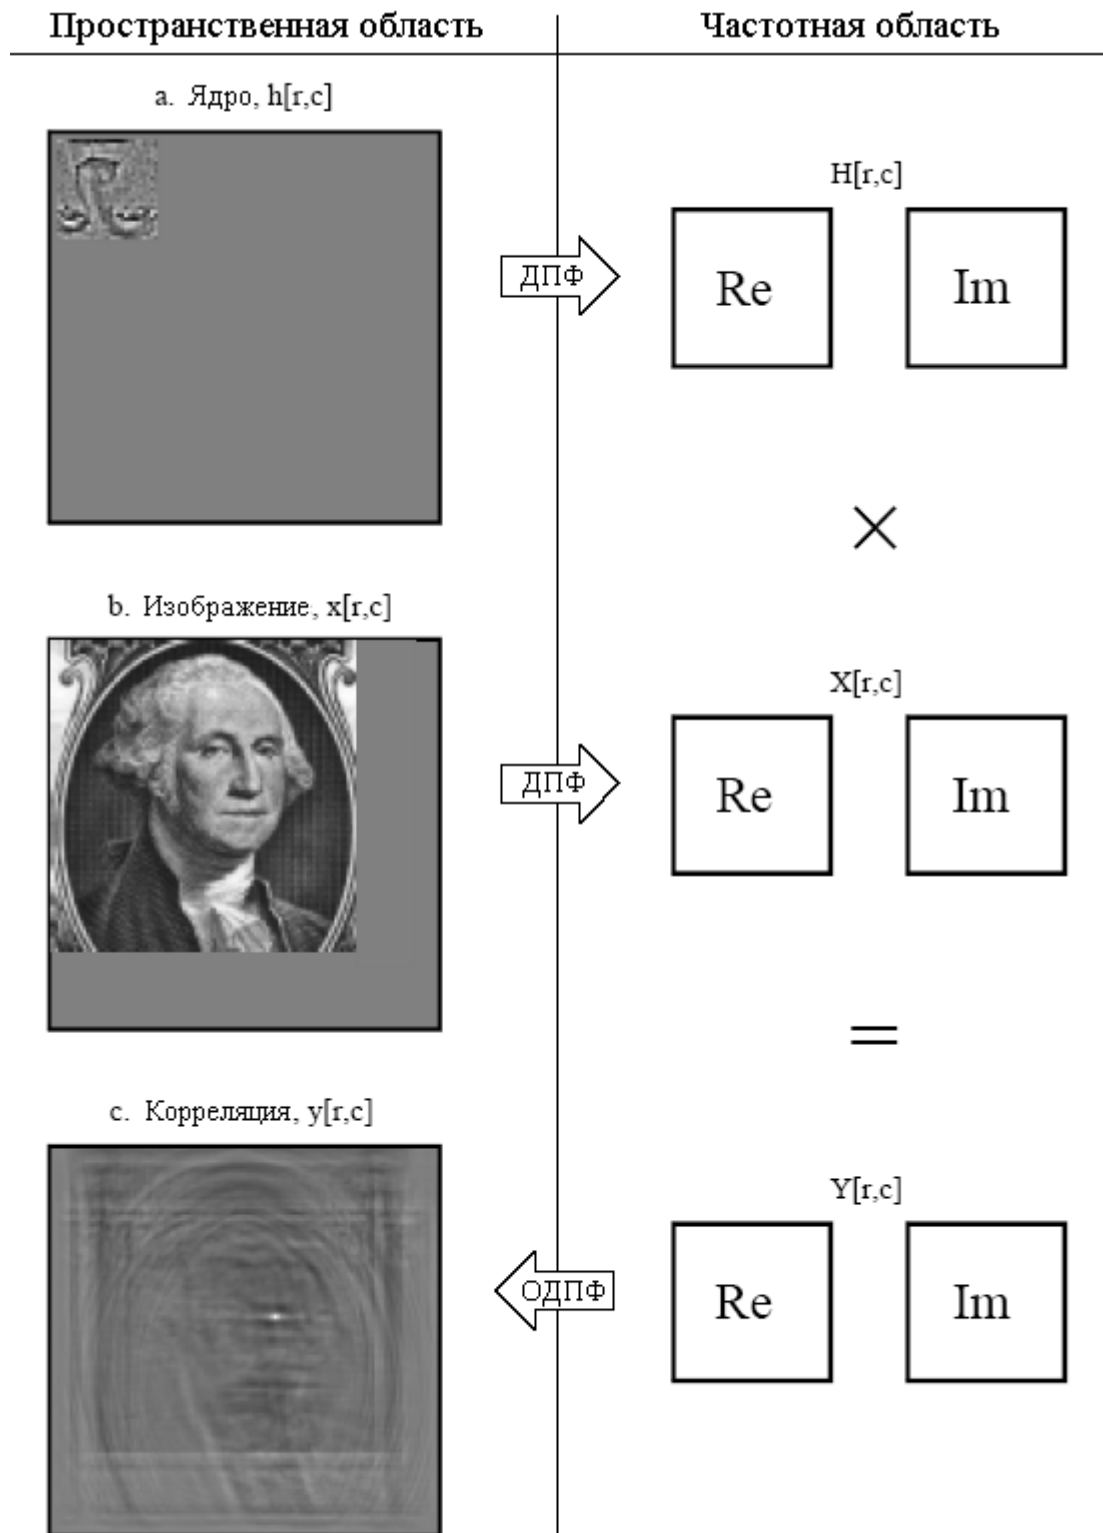 Пространственная область
Частотная область
a. Ядро, h[r,c]
H[r,c]
ДПФ
Re
Im
×
b. Изображение, x[r,c]
X[r,c]
ДПФ
Re
Im
=
c. Корреляция, y[r,c]
Y[r,c]
ОДПФ
Re
Im